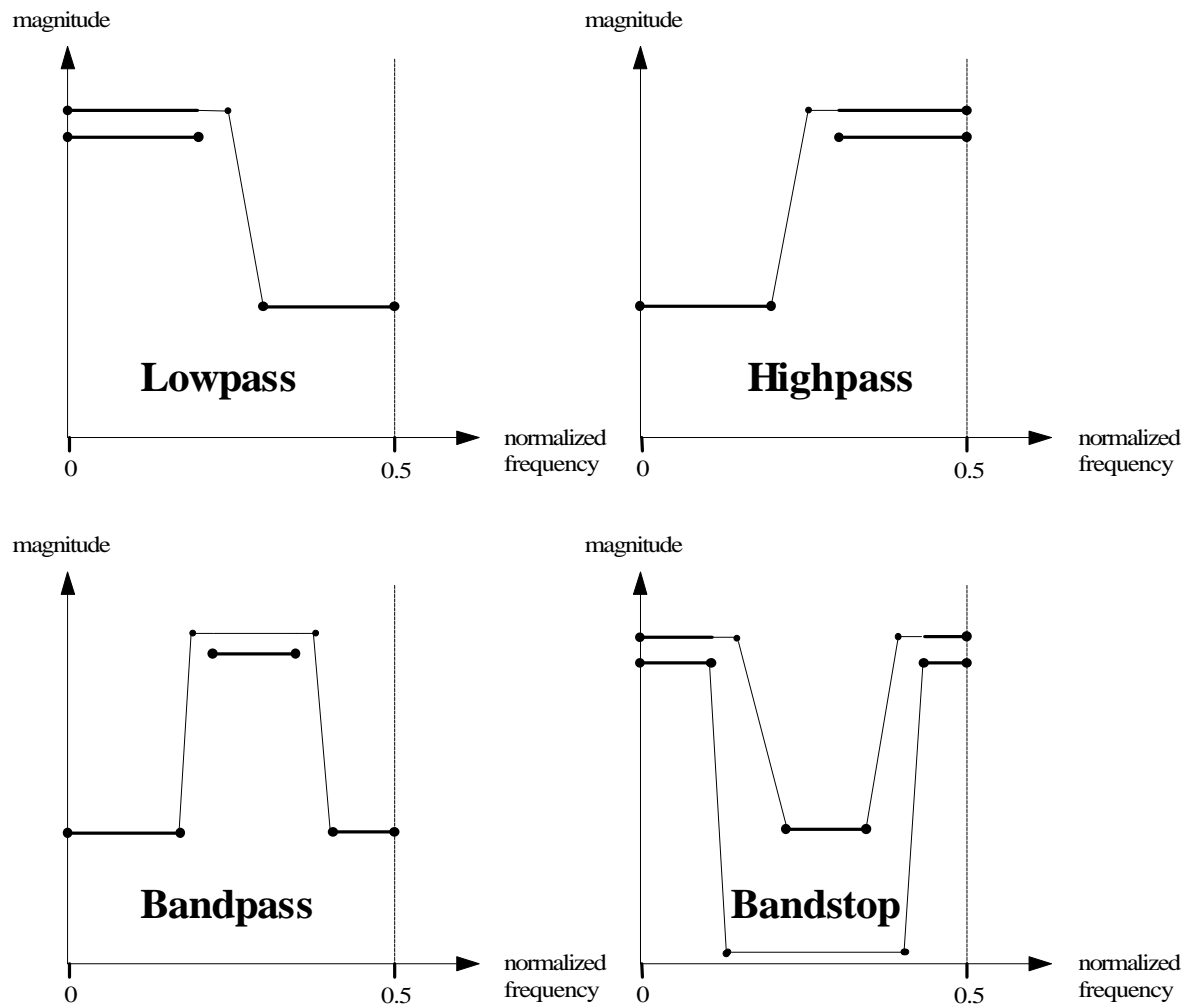 magnitude
Lowpass
normalized
frequency
0
0.5
magnitude
Highpass
normalized
frequency
0
0.5
magnitude
Bandpass
normalized
frequency
0
0.5
magnitude
Bandstop
normalized
frequency
0
0.5